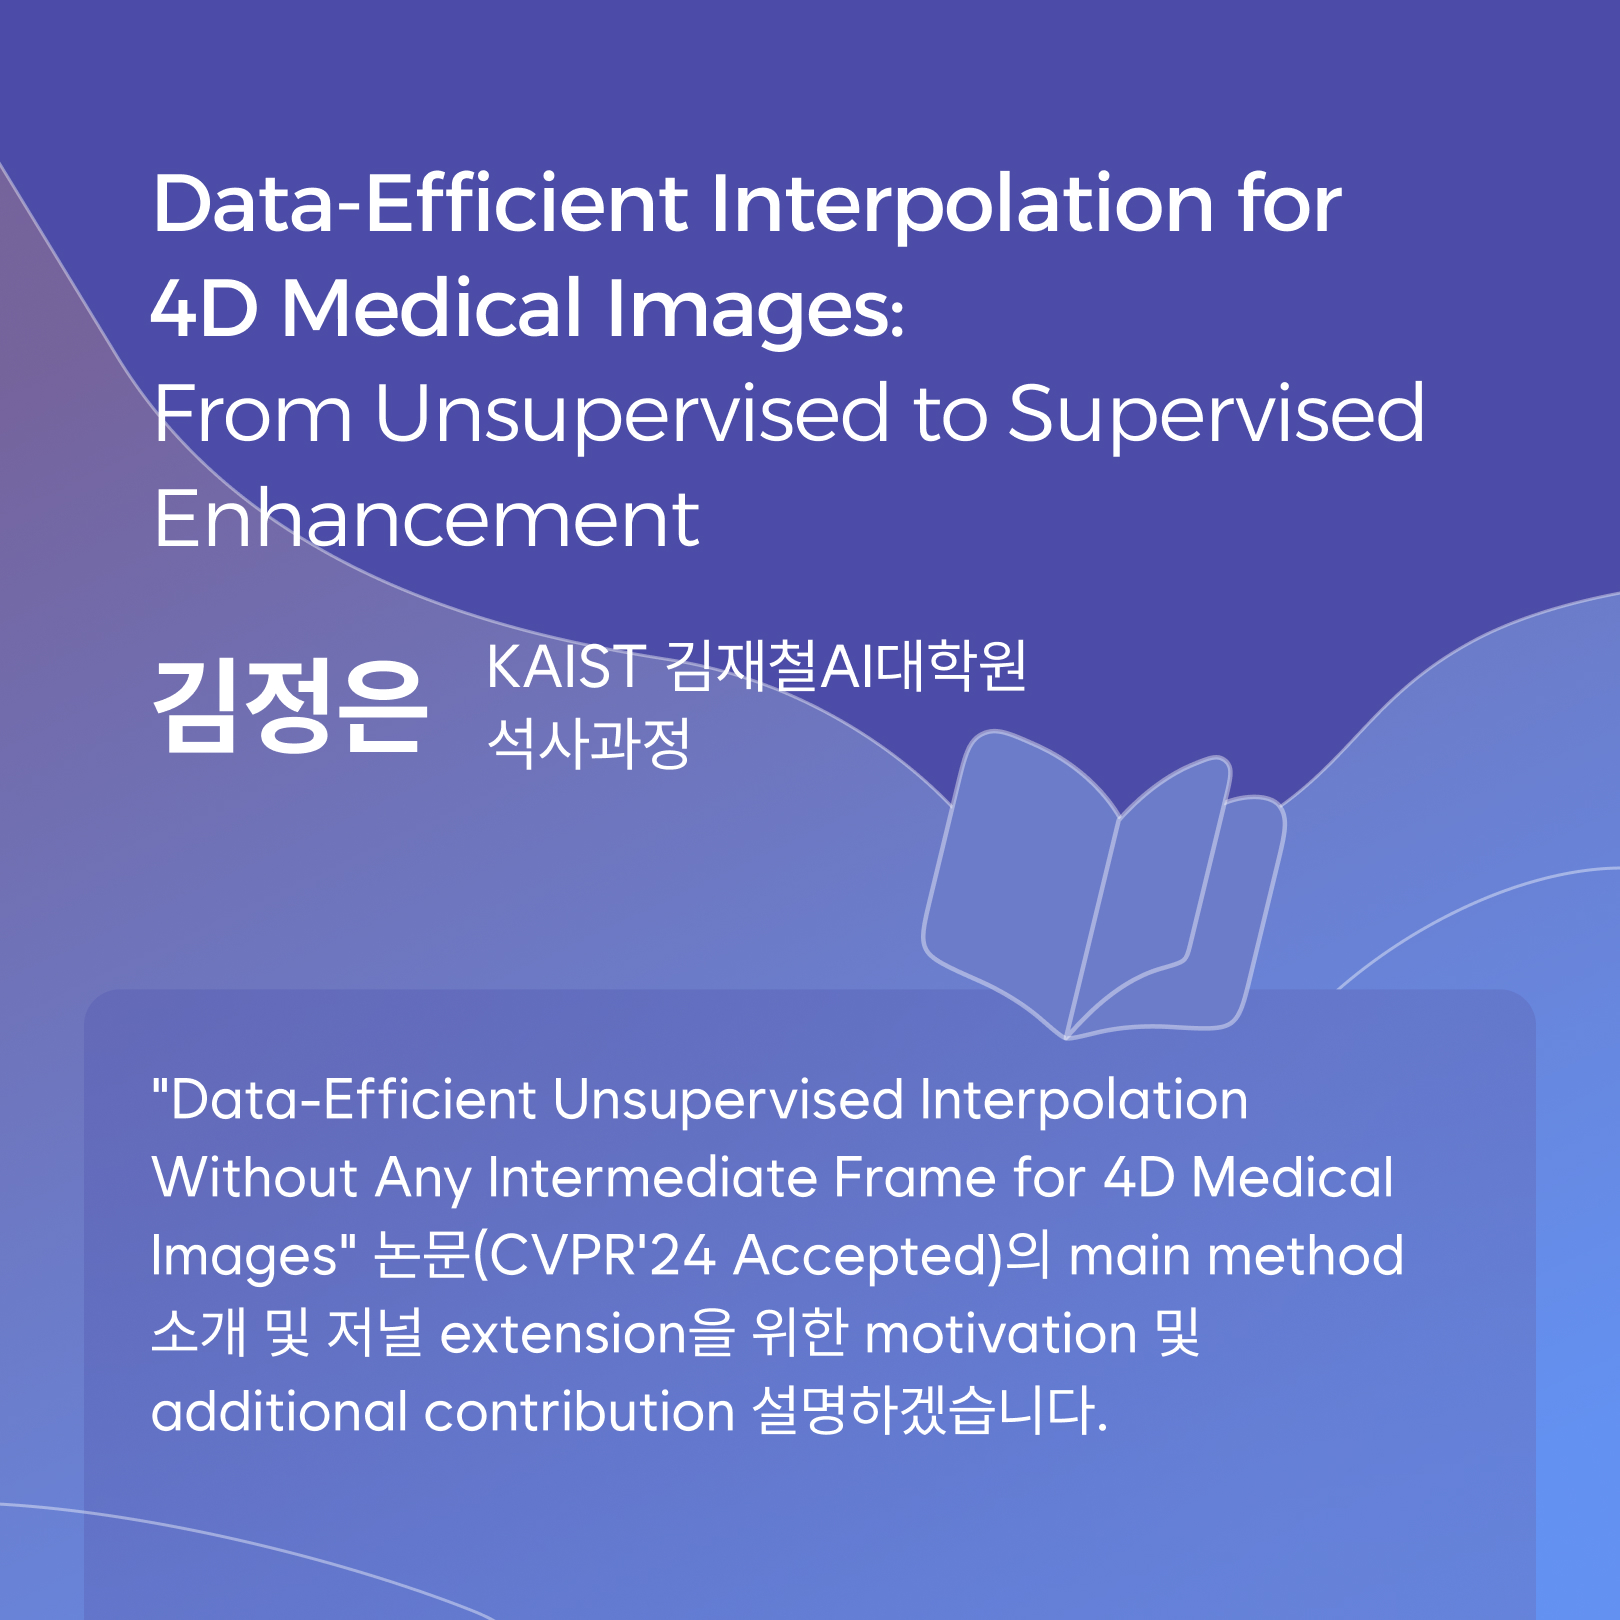 Data-Efficient Interpolation for
4D Medical Images:
From Unsupervised to Supervised
Enhancement
김정은
KAIST 김재철AI대학원
석사과정
"Data-Efficient Unsupervised Interpolation
Without Any Intermediate Frame for 4D Medical
Images" 논문(CVPR'24 Accepted)의 main method
소개 및 저널 extension을 위한 motivation 및
additional contribution 설명하겠습니다.